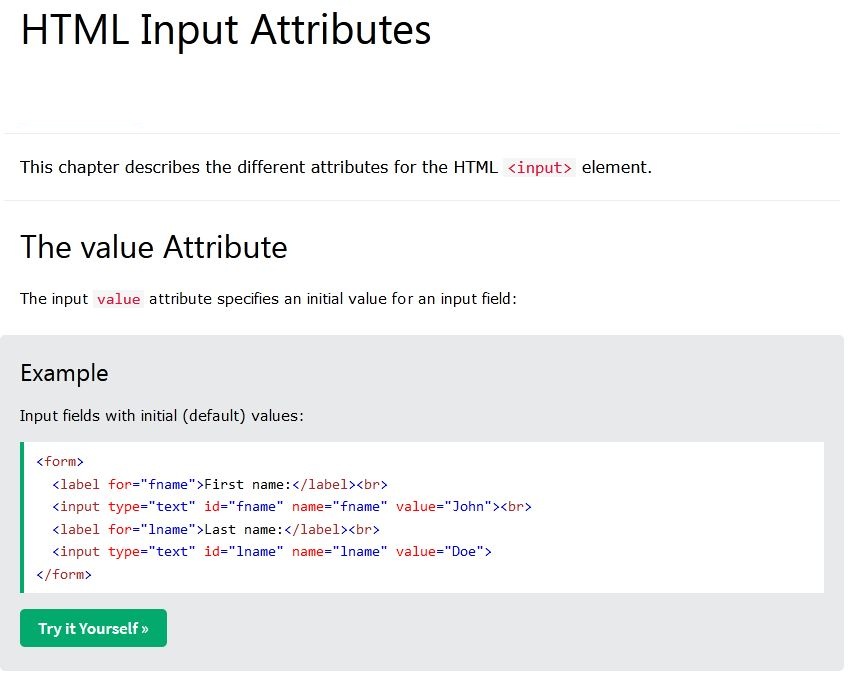 HTML Input Attributes
This chapter describes the different attributes for the HTML <input> element.
The value Attribute
The input value attribute specifies an initial value for an input field:
Example
Input fields with initial (default) values:
<form>
  <label for="fname">First name:</label><br>
  <input type="text" id="fname" name="fname" value="John"><br>
  <label for="lname">Last name:</label><br>
  <input type="text" id="lname" name="lname" value="Doe">
</form>
Try it Yourself »